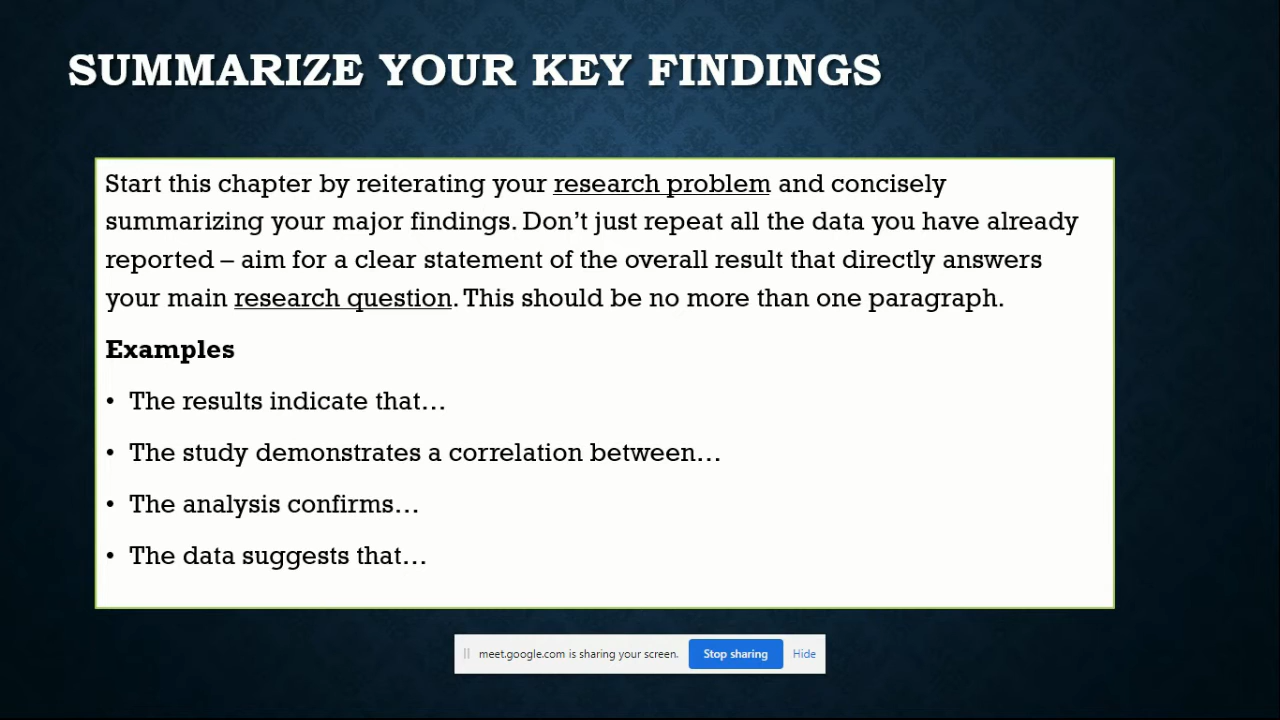 SUMMARIZE YOUR KEY FINDINGS
Start this chapter by reiterating your research problem and concisely
summarizing your major findings. Don’t just repeat all the data you have already
reported – aim for a clear statement of the overall result that directly answers
your main research question. This should be no more than one paragraph.
Examples
• The results indicate that…
• The study demonstrates a correlation between…
• The analysis confirms…
• The data suggests that…
meet.google.com is sharing your screen. Stop sharing Hide